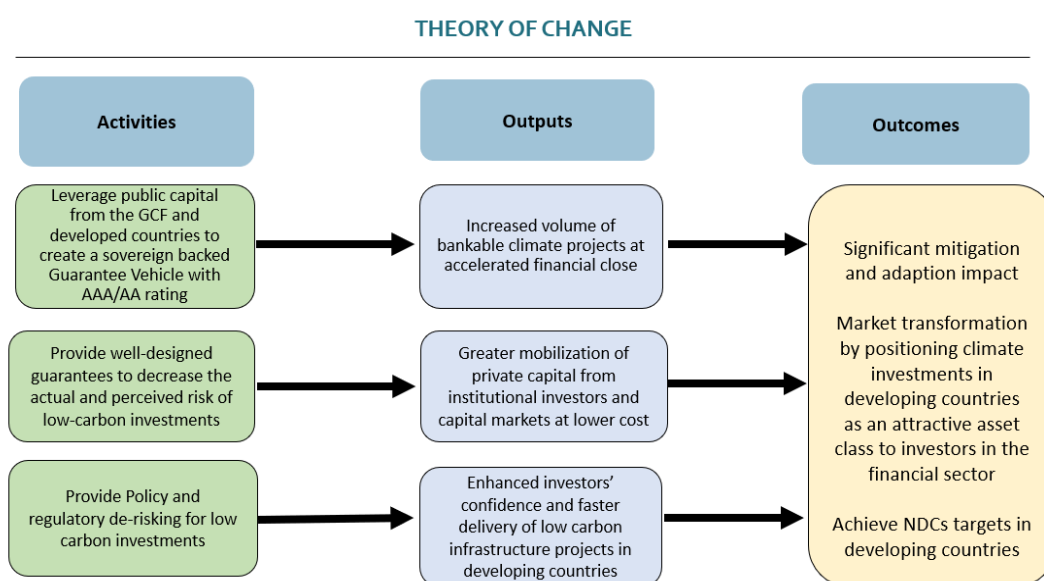 THEORY OF CHANGE
Activities
Outputs
Outcomes
Leverage public capital
from the GCF and
developed countries to
create a sovereign backed
Guarantee Vehicle with
AAA/AA rating
Increased volume of
bankable climate projects at
accelerated financial close
Provide well-designed
guarantees to decrease the
actual and perceived risk of
low-carbon investments
Greater mobilization of
private capital from
institutional investors and
capital markets at lower cost
Provide Policy and
regulatory de-risking for low
carbon investments
Enhanced investors’
confidence and faster
delivery of low carbon
infrastructure projects in
developing countries
Significant mitigation
and adaption impact
Market transformation
by positioning climate
investments in
developing countries
as an attractive asset
class to investors in the
financial sector
Achieve NDCs targets in
developing countries